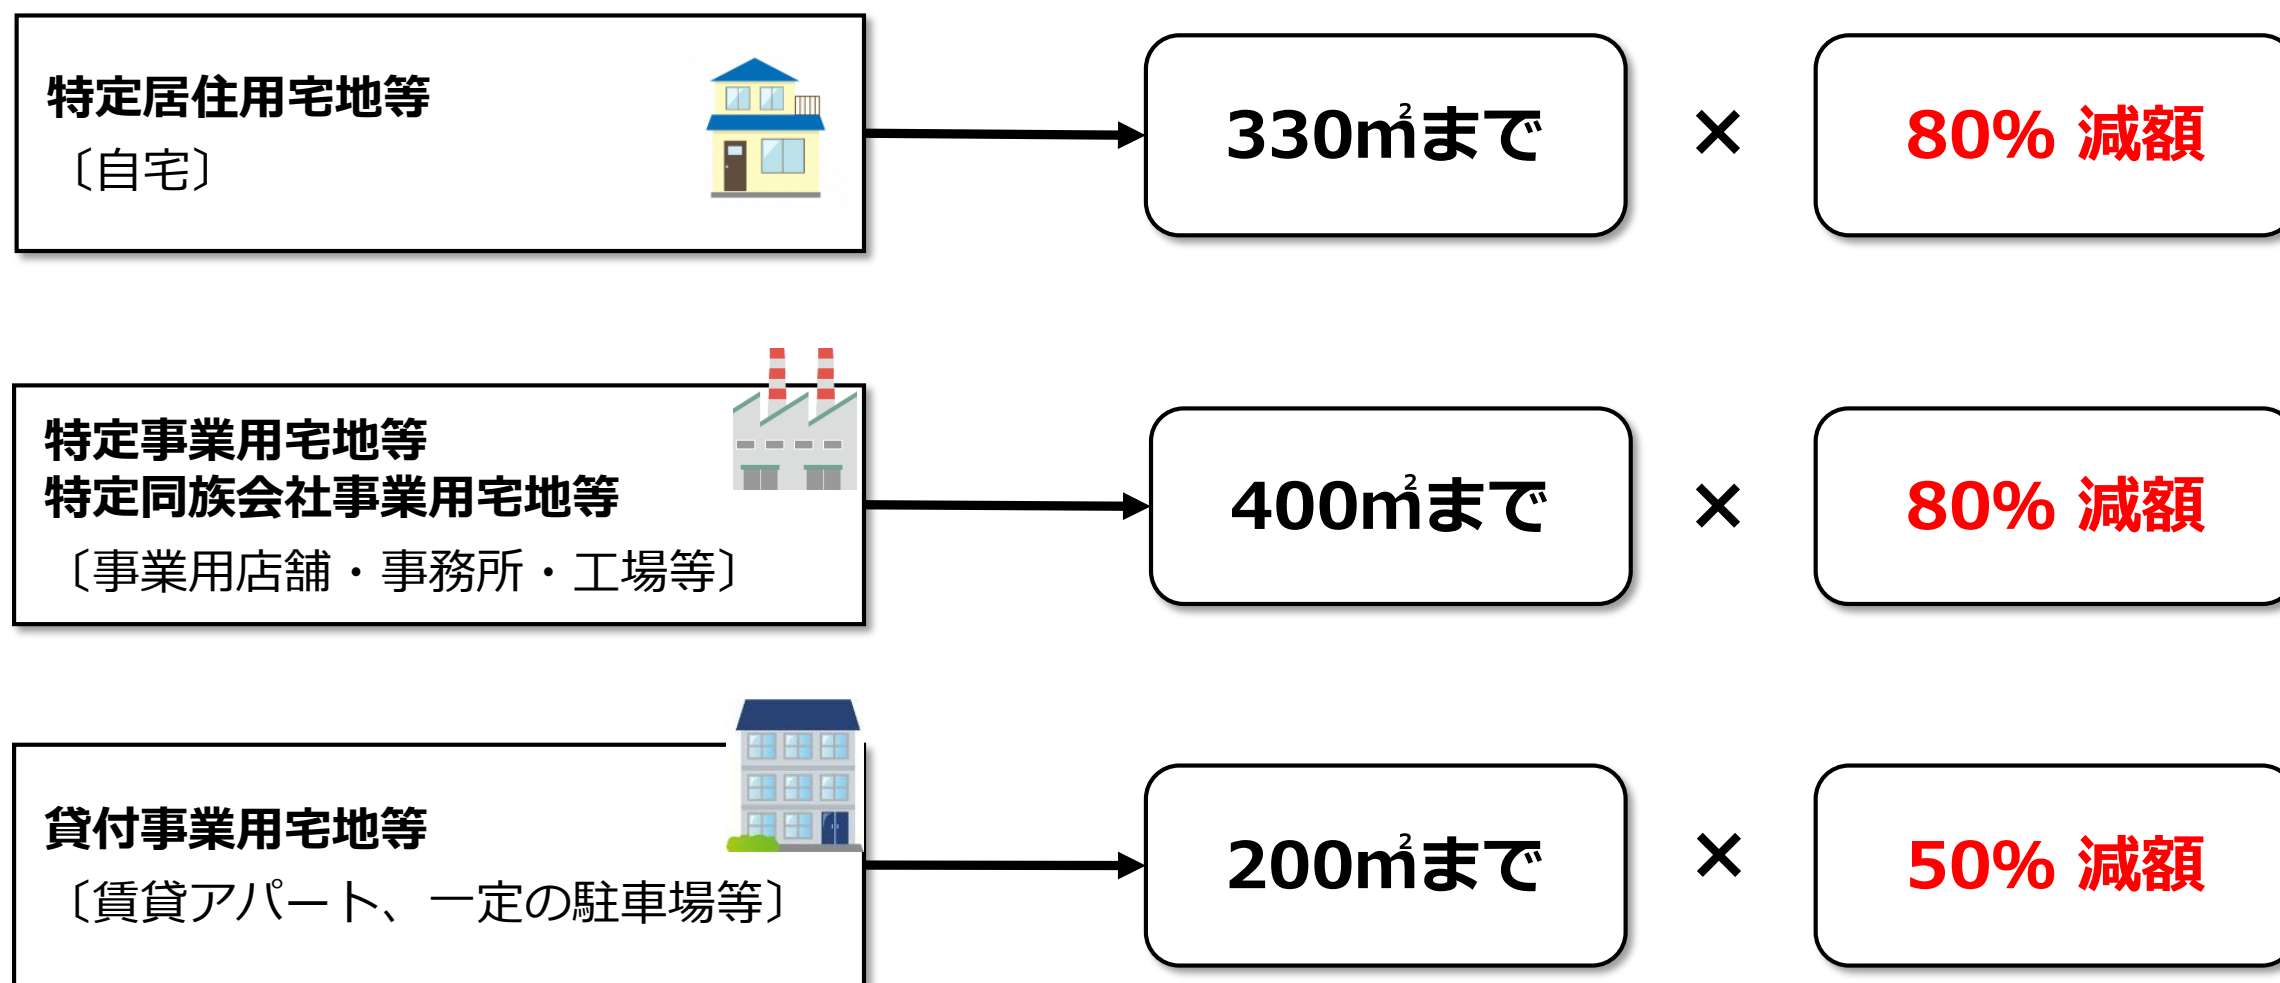 特定居住用宅地等
〔自宅〕
330㎡まで
×
80% 減額
特定事業用宅地等
特定同族会社事業用宅地等
〔事業用店舗・事務所・工場等〕
400㎡まで
×
80% 減額
貸付事業用宅地等
〔賃貸アパート、一定の駐車場等〕
200㎡まで
×
50% 減額